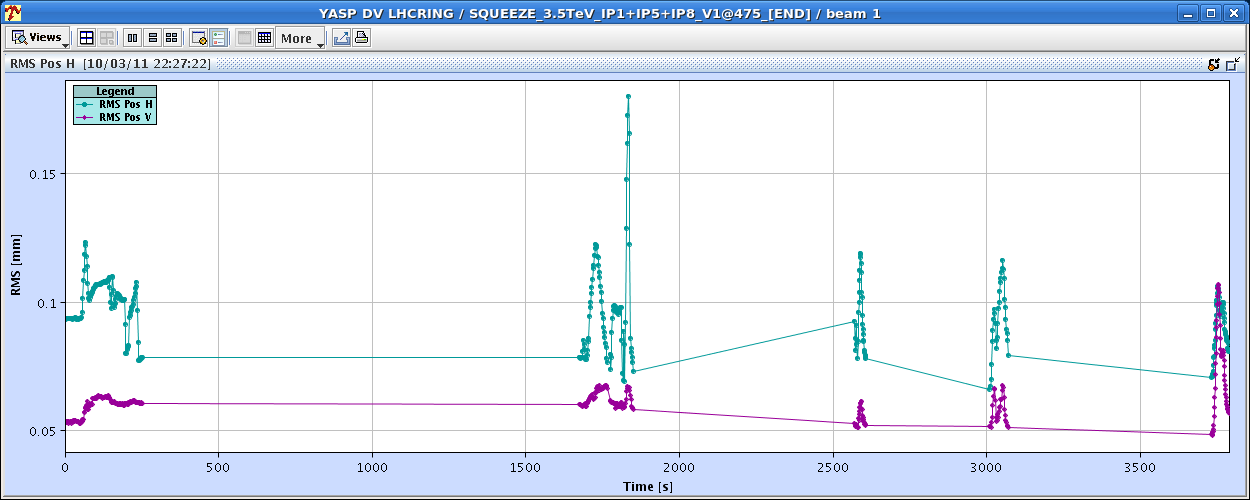 YASP DV LHCRING / SQUEEZE_3.5TeV_IP1+IP5+IP8_V1@475_[END] / beam 1
Views More
RMS Pos H [10/03/11 22:27:22]
Legend
RMS Pos H
RMS Pos V
0.15
0.1
0.05
RMS [mm]
0 500 1000 1500 2000 2500 3000 3500
Time [s]